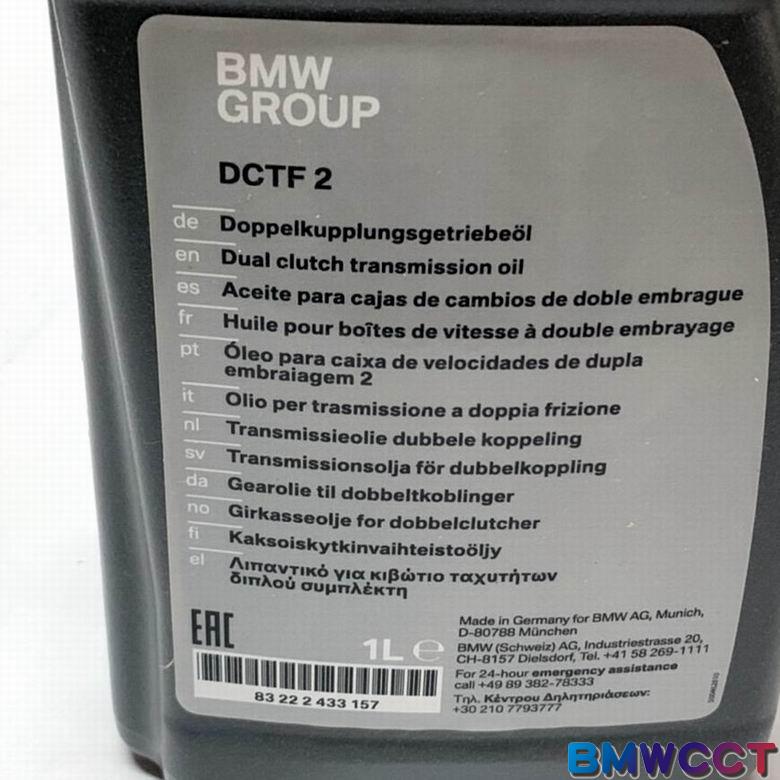 BMW
GROUP
DCTF 2
de Doppelkupplungsgetriebeöl
en Dual clutch transmission oil
es Aceite para cajas de cambios de doble embrague
fr Huile pour boîtes de vitesse à double embrayage
pt Óleo para caixa de velocidades de dupla
embraiagem 2
it Olio per trasmissione a doppia frizione
nl Transmissieolie dubbele koppeling
sv Transmissionsolja för dubbelkoppling
da Gearolie til dobbeltkoblinger
no Girkasseolje for dobbelclutcher
fi Kaksoiskytkinvaihteistoöljy
el Λιπαντικό για κιβώτιο ταχυτήτων
διπλού συμπλέκτη
EAC
1L ℮
83 22 2 433 157
Made in Germany for BMW AG, Munich,
D-80788 München
BMW (Schweiz) AG, Industriestrasse 20,
CH-8157 Dielsdorf, Tel. +41 58 269-1111
For 24-hour emergency assistance
call +49 89 382-78333
Τηλ. Κέντρου Δηλητηριάσεων:
+30 210 7793777
BMWCCT